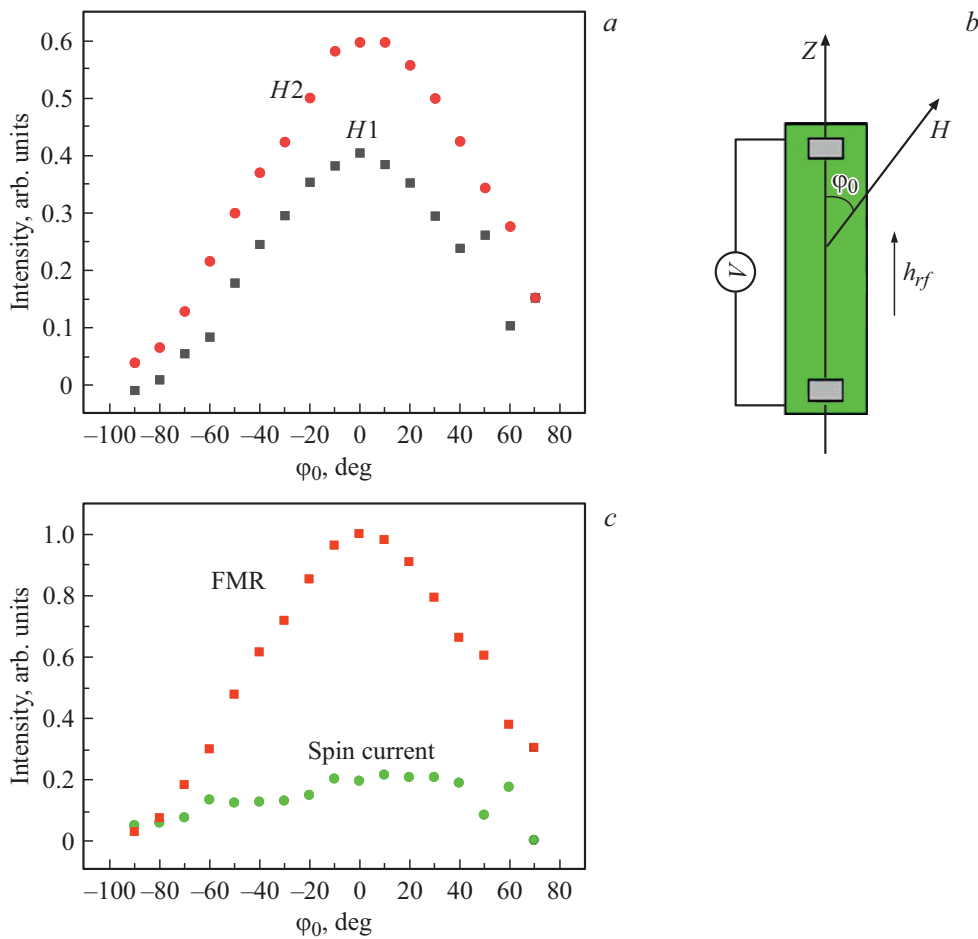 a
Intensity, arb. units
0.6
0.5
0.4
0.3
0.2
0.1
0
H2
H1
–100 –80 –60 –40 –20 0 20 40 60 80
φ₀, deg
b
Z
H
φ₀
V
h_rf
c
Intensity, arb. units
1.0
0.8
0.6
0.4
0.2
0
FMR
Spin current
–100 –80 –60 –40 –20 0 20 40 60 80
φ₀, deg